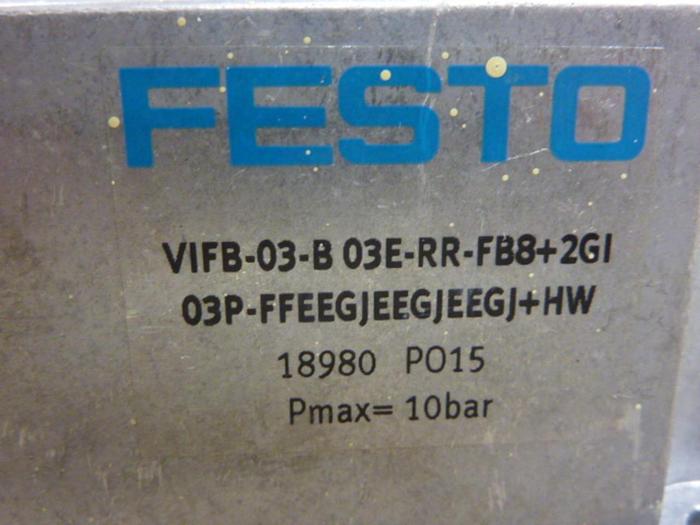 FESTO
VIFB-03-B 03E-RR-FB8+2GI
03P-FFEEGJEEGJEEGJ+HW
18980 PO15
Pmax= 10bar